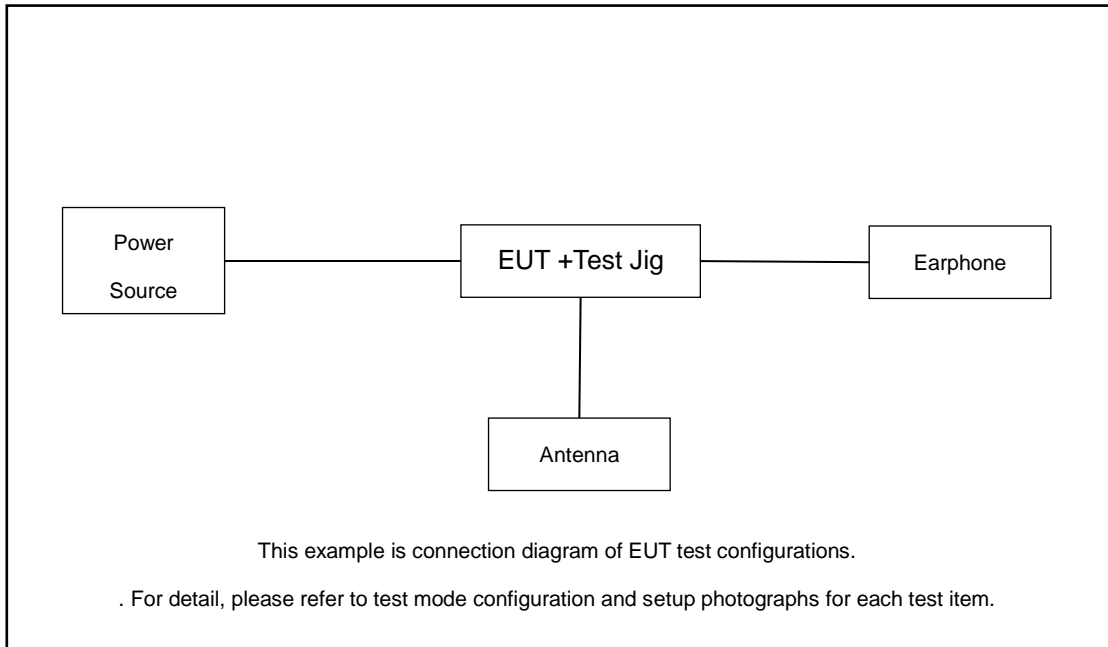 Power
Source
EUT +Test Jig
Earphone
Antenna
This example is connection diagram of EUT test configurations.
. For detail, please refer to test mode configuration and setup photographs for each test item.